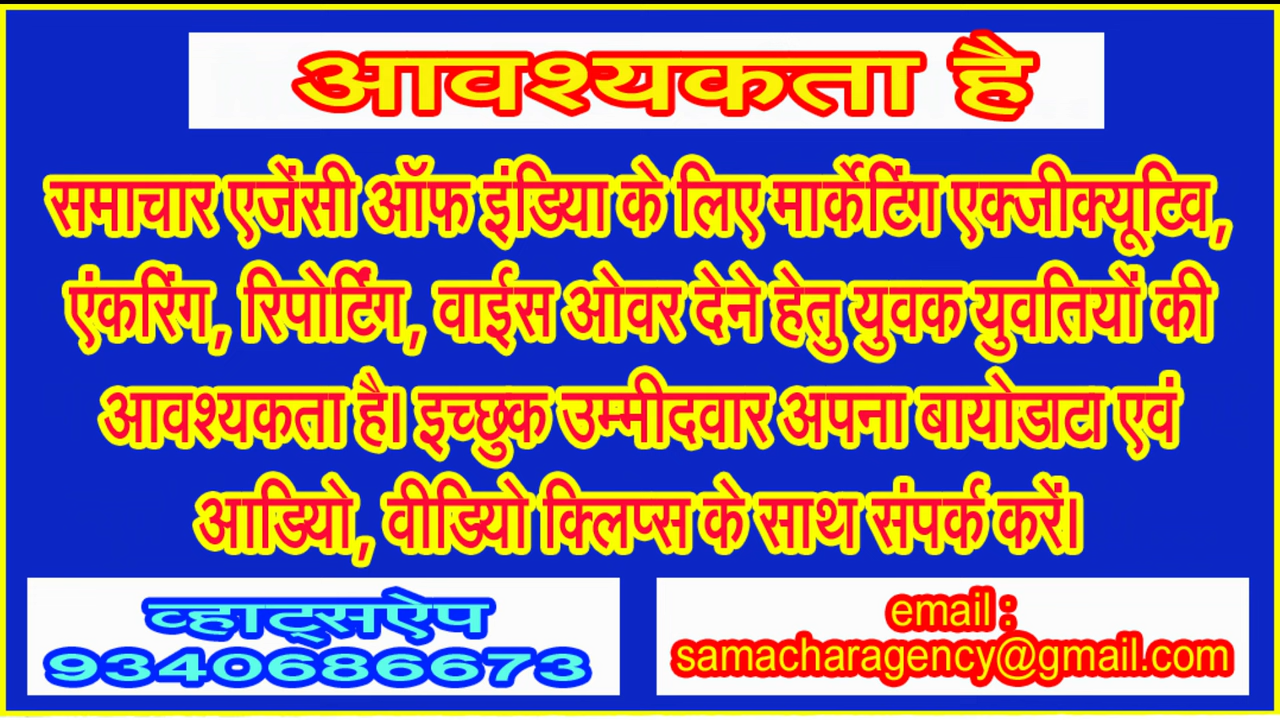 आवश्यकता है
समाचार एजेंसी ऑफ इंडिया के लिए मार्केटिंग एक्जीक्यूटिव,
एंकरिंग, रिपोर्टिंग, वाईस ओवर देने हेतु युवक युवतियों की
आवश्यकता है। इच्छुक उम्मीदवार अपना बायोडाटा एवं
आडियो, वीडियो क्लिप्स के साथ संपर्क करें।
व्हाट्सऐप
9340686673
email :
samacharagency@gmail.com